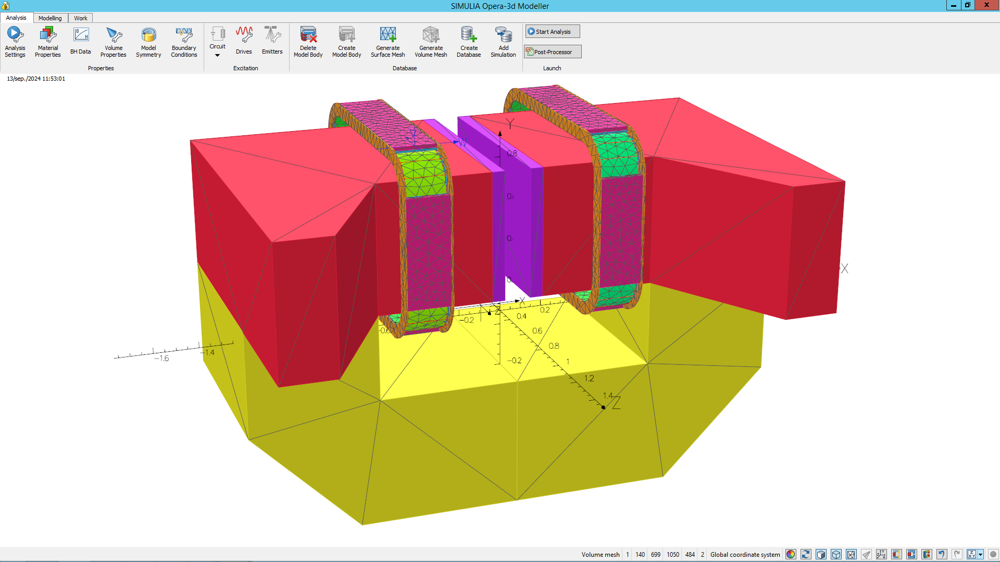 SIMULIA Opera-3d Modeller
Analysis
Modelling
Work
Analysis Settings
Material Properties
BH Data
Volume Properties
Model Symmetry
Boundary Conditions
Properties
Circuit
Drives
Emitters
Excitation
Delete Model Body
Create Model Body
Generate Surface Mesh
Generate Volume Mesh
Create Database
Add Simulation
Database
Start Analysis
Post-Processor
Launch
13/sep./2024 11:53:01
Y
0.8
W
X
X
Z
-0.2
0.2
0.4
0.6
0.8
1
1.2
1.4
Z
-0.2
-1.4
-1.6
Volume mesh 1 140 699 1050 484 2 Global coordinate system